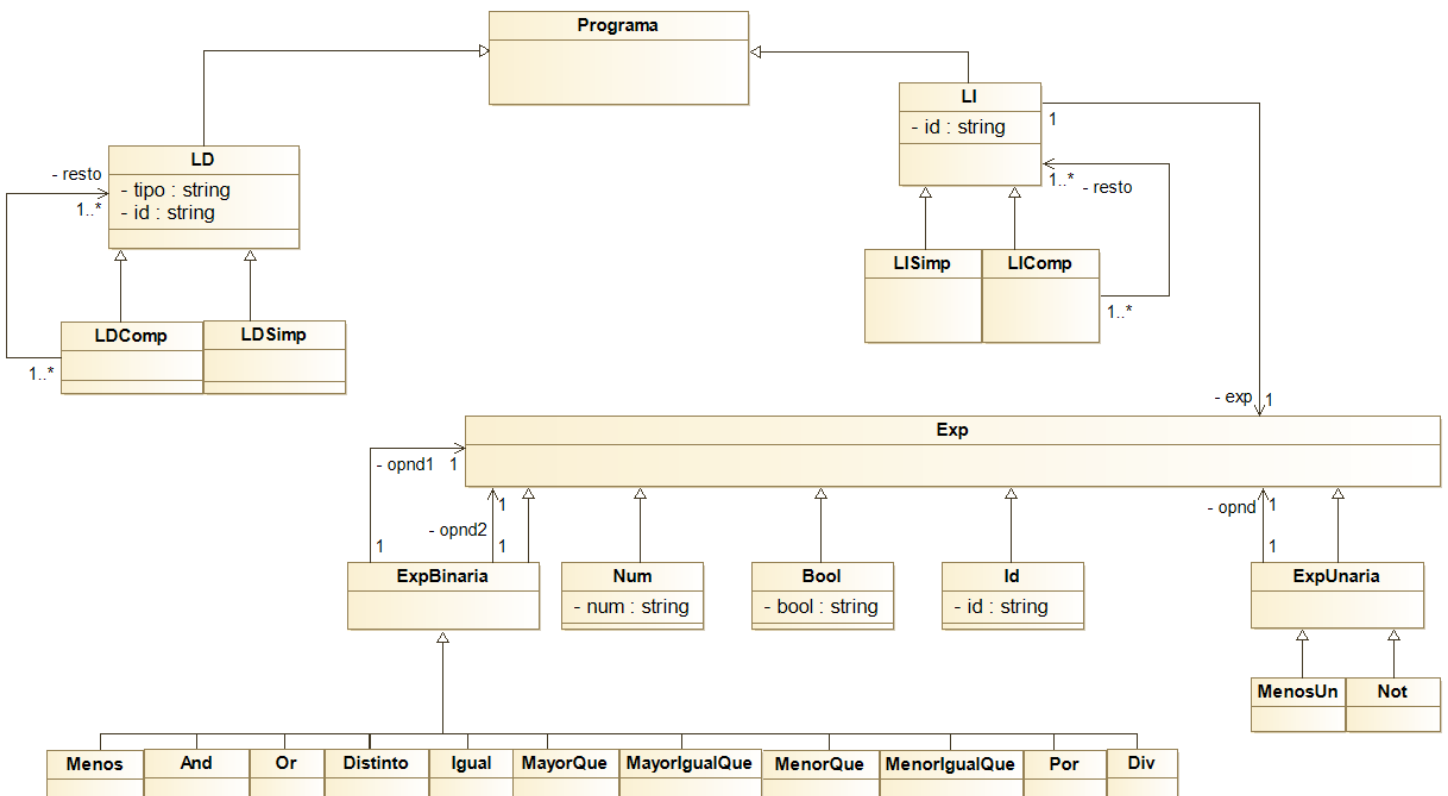 Programa
LI
- id : string
1
1..*
- resto
LD
- tipo : string
- id : string
- resto
1..*
LISimp
LIComp
1..*
LDComp
LDSimp
1..*
- exp
1
Exp
- opnd1
1
1
- opnd2
1
1
- opnd
1
1
ExpBinaria
Num
- num : string
Bool
- bool : string
Id
- id : string
ExpUnaria
MenosUn
Not
Menos
And
Or
Distinto
Igual
MayorQue
MayorIgualQue
MenorQue
MenorIgualQue
Por
Div